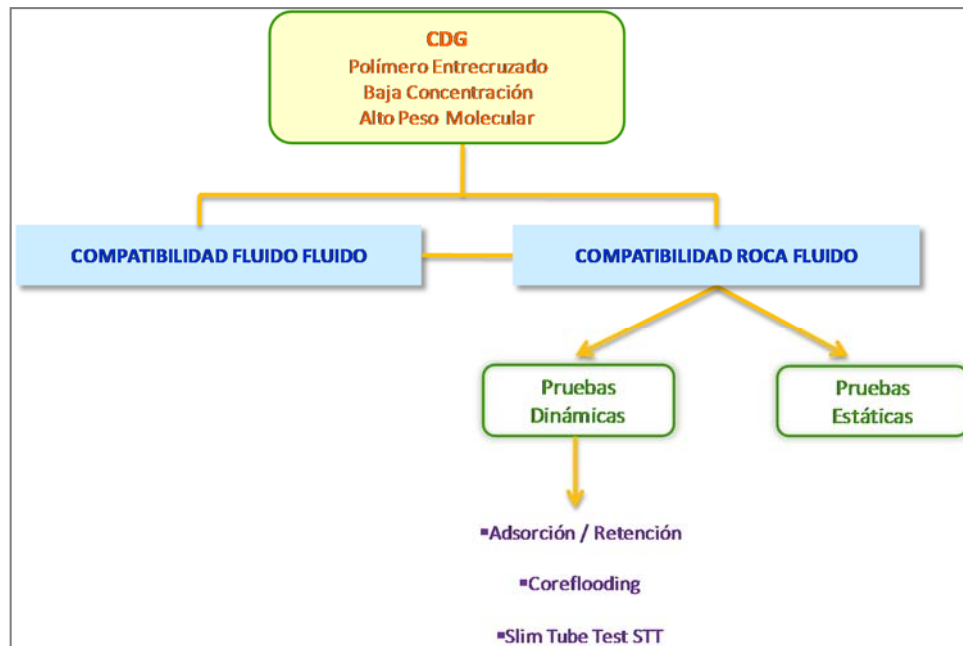 CDG
Polímero Entrecruzado
Baja Concentración
Alto Peso Molecular
COMPATIBILIDAD FLUIDO FLUIDO
COMPATIBILIDAD ROCA FLUIDO
Pruebas
Dinámicas
Pruebas
Estáticas
▪Adsorción / Retención
▪Coreflooding
▪Slim Tube Test STT